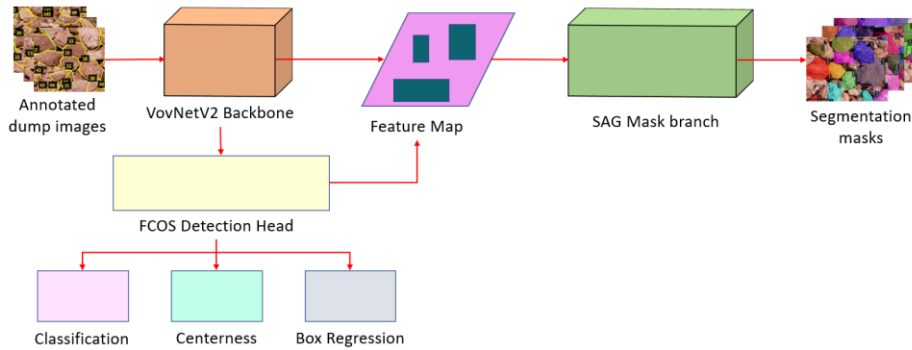 Annotated
dump images
VovNetV2 Backbone
Feature Map
SAG Mask branch
Segmentation
masks
FCOS Detection Head
Classification
Centerness
Box Regression